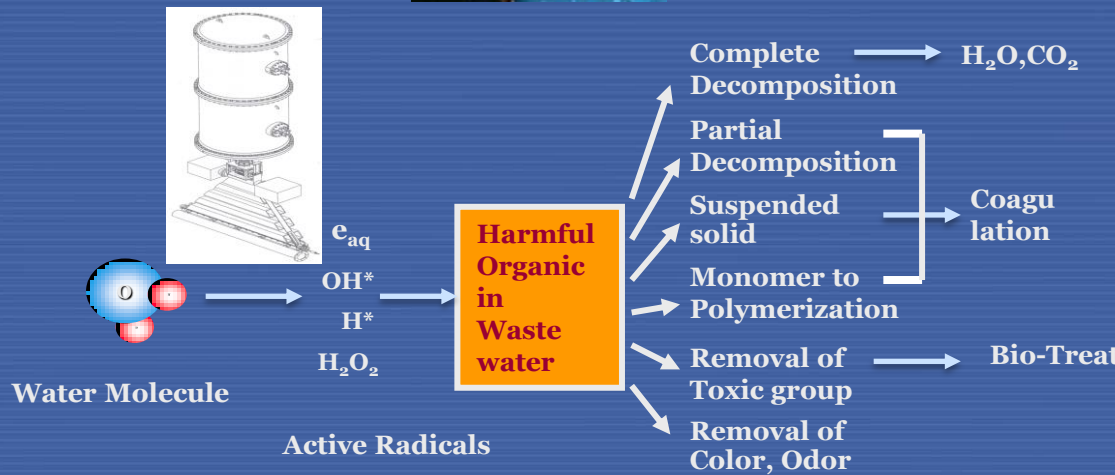 Complete
Decomposition
H₂O,CO₂
Partial
Decomposition
Suspended
solid
Coagu
lation
Monomer to
Polymerization
Removal of
Toxic group
Bio-Treat
Removal of
Color, Odor
Harmful
Organic
in
Waste
water
e_aq
OH*
H*
H₂O₂
O
Water Molecule
Active Radicals